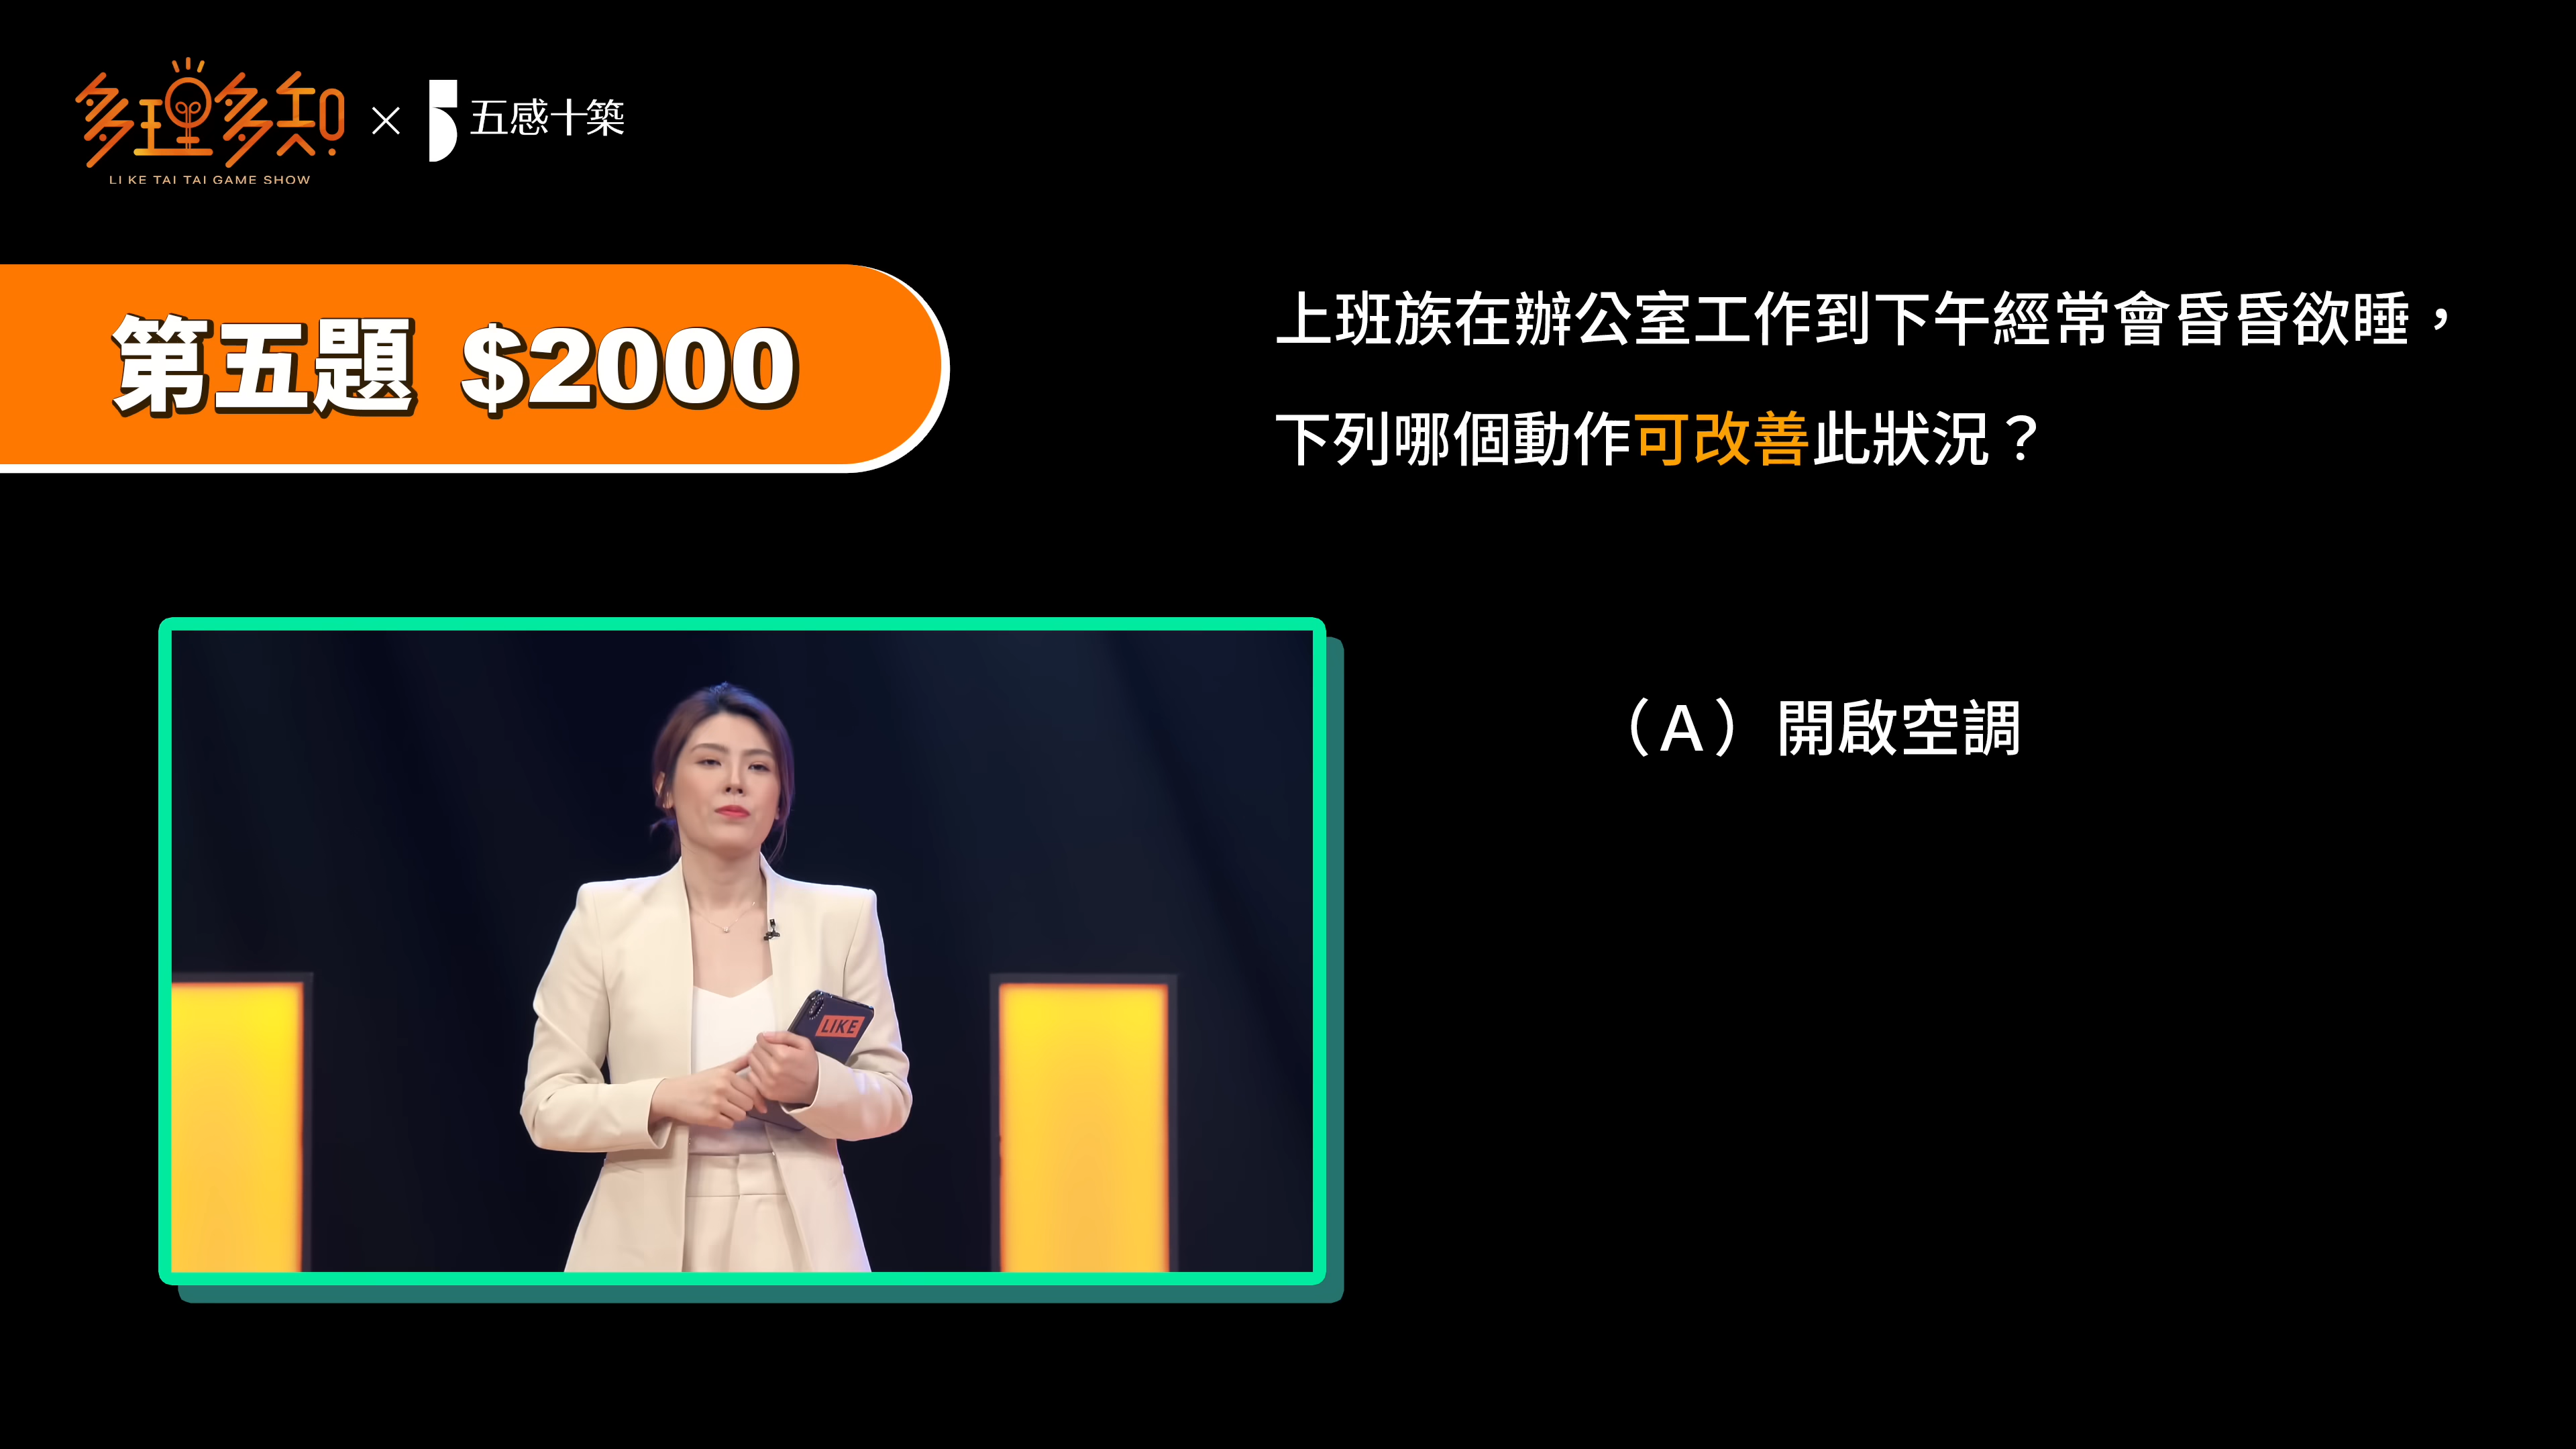 多理多知
LI KE TAI TAI GAME SHOW
×
五感十築
第五題 $2000
上班族在辦公室工作到下午經常會昏昏欲睡，
下列哪個動作可改善此狀況？
（A）開啟空調
LIKE